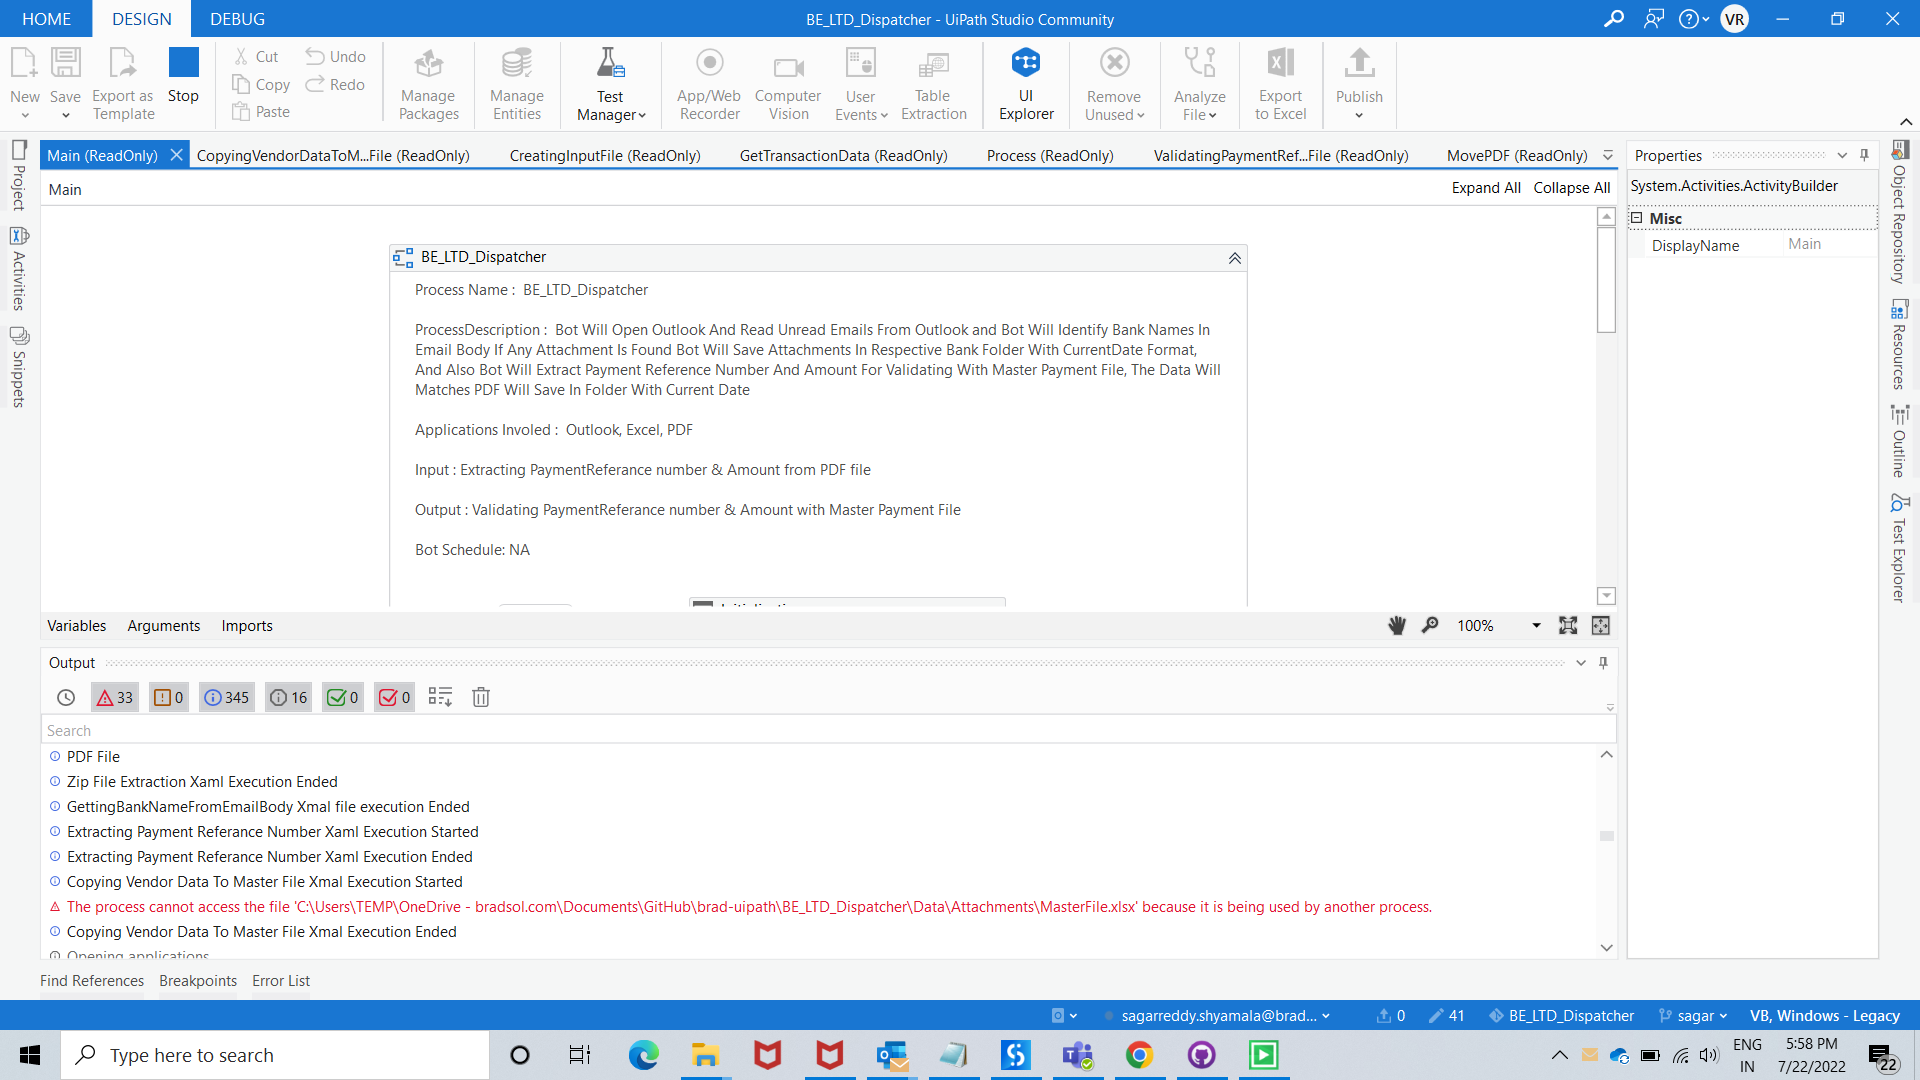 HOME DESIGN DEBUG BE_LTD_Dispatcher - UiPath Studio Community VR
New Save Export as Template Stop Cut Copy Paste Undo Redo Manage Packages Manage Entities Test Manager App/Web Recorder Computer Vision User Events Table Extraction UI Explorer Remove Unused Analyze File Export to Excel Publish
Main (ReadOnly) CopyingVendorDataToM...File (ReadOnly) CreatingInputFile (ReadOnly) GetTransactionData (ReadOnly) Process (ReadOnly) ValidatingPaymentRef...File (ReadOnly) MovePDF (ReadOnly)
Main Expand All Collapse All
Project
Activities
Snippets
BE_LTD_Dispatcher
Process Name : BE_LTD_Dispatcher
ProcessDescription : Bot Will Open Outlook And Read Unread Emails From Outlook and Bot Will Identify Bank Names In
Email Body If Any Attachment Is Found Bot Will Save Attachments In Respective Bank Folder With CurrentDate Format,
And Also Bot Will Extract Payment Reference Number And Amount For Validating With Master Payment File, The Data Will
Matches PDF Will Save In Folder With Current Date
Applications Involed : Outlook, Excel, PDF
Input : Extracting PaymentReferance number & Amount from PDF file
Output : Validating PaymentReferance number & Amount with Master Payment File
Bot Schedule: NA
Variables Arguments Imports 100%
Properties
System.Activities.ActivityBuilder
Misc
DisplayName Main
Object Repository
Resources
Outline
Test Explorer
Output
33 0 345 16 0 0
Search
PDF File
Zip File Extraction Xaml Execution Ended
GettingBankNameFromEmailBody Xmal file execution Ended
Extracting Payment Referance Number Xaml Execution Started
Extracting Payment Referance Number Xaml Execution Ended
Copying Vendor Data To Master File Xmal Execution Started
The process cannot access the file 'C:\Users\TEMP\OneDrive - bradsol.com\Documents\GitHub\brad-uipath\BE_LTD_Dispatcher\Data\Attachments\MasterFile.xlsx' because it is being used by another process.
Copying Vendor Data To Master File Xmal Execution Ended
Opening applications
Find References Breakpoints Error List
sagarreddy.shyamala@brad... 0 41 BE_LTD_Dispatcher sagar VB, Windows - Legacy
Type here to search ENG IN 5:58 PM 7/22/2022 22